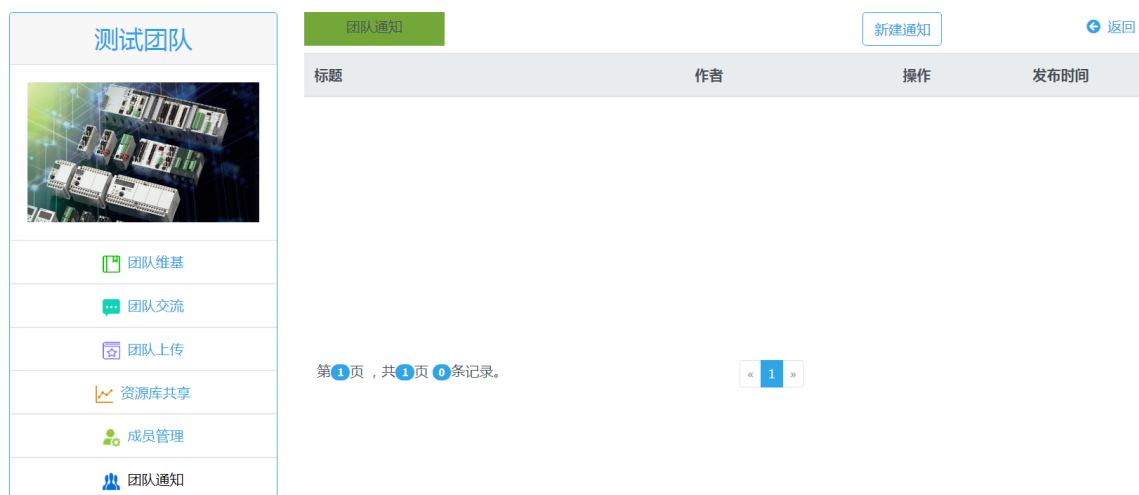 测试团队
团队维基
团队交流
团队上传
资源库共享
成员管理
团队通知
团队通知
新建通知
返回
标题 作者 操作 发布时间
第1页 ，共1页 0条记录。
« 1 »